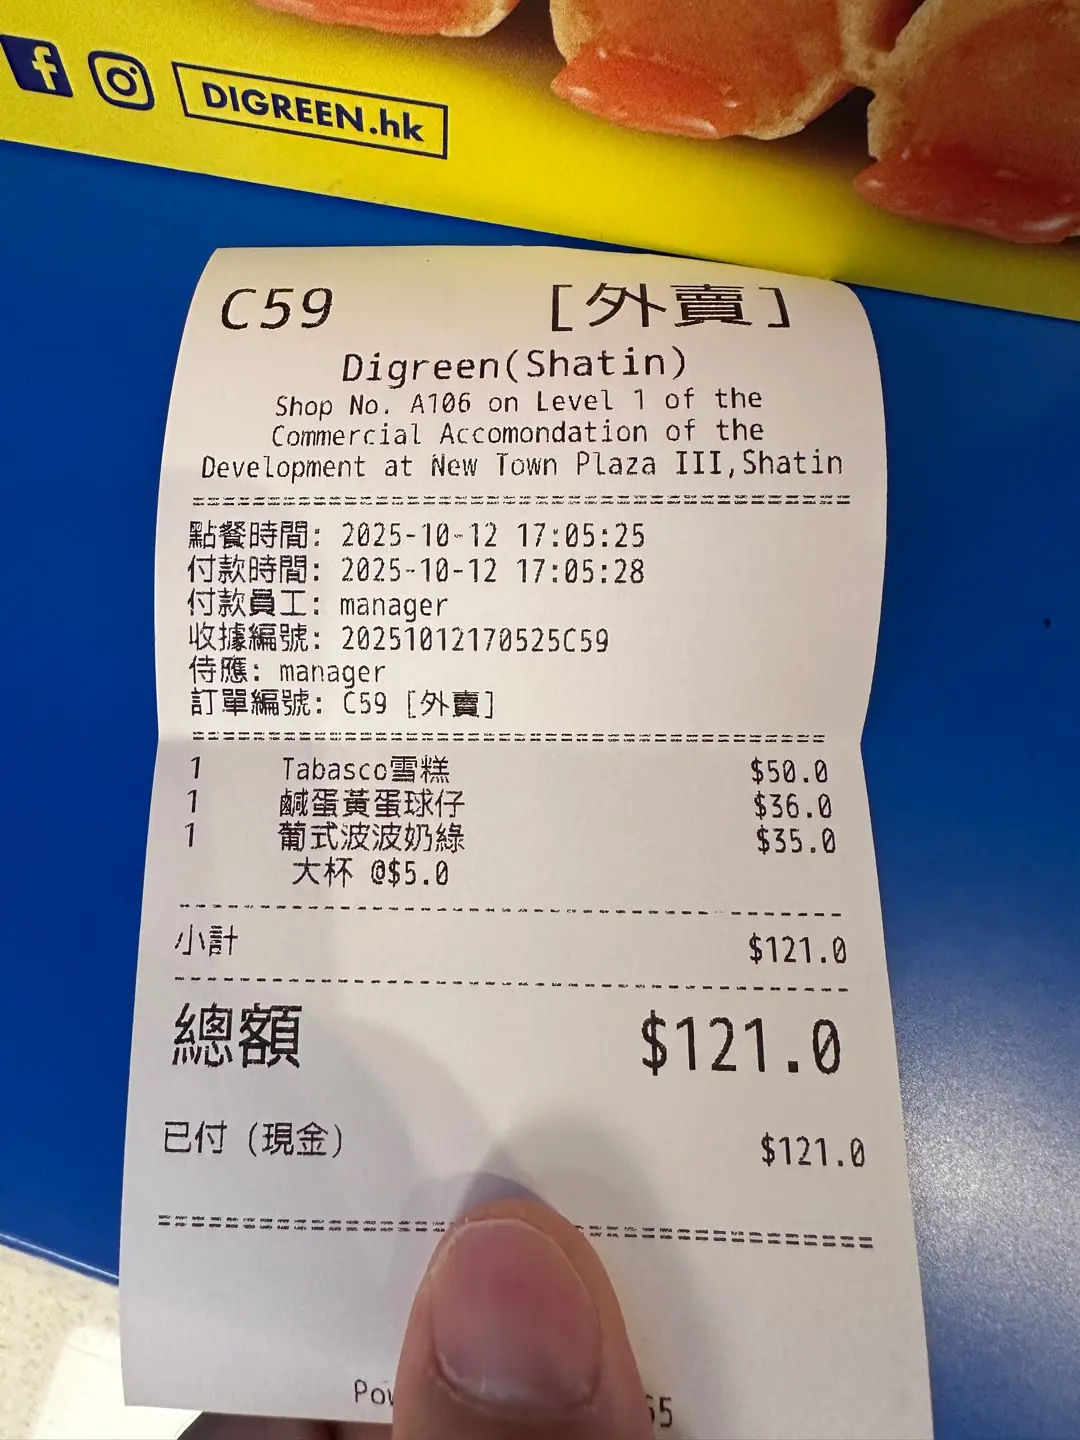 DIGREEN.hk
C59 [外賣]
Digreen(Shatin)
Shop No. A106 on Level 1 of the
Commercial Accomondation of the
Development at New Town Plaza III,Shatin
點餐時間: 2025-10-12 17:05:25
付款時間: 2025-10-12 17:05:28
付款員工: manager
收據編號: 20251012170525C59
侍應: manager
訂單編號: C59 [外賣]
1 Tabasco雪糕 $50.0
1 鹹蛋黃蛋球仔 $36.0
1 葡式波波奶綠 $35.0
大杯 @$5.0
小計 $121.0
總額 $121.0
已付 (現金) $121.0